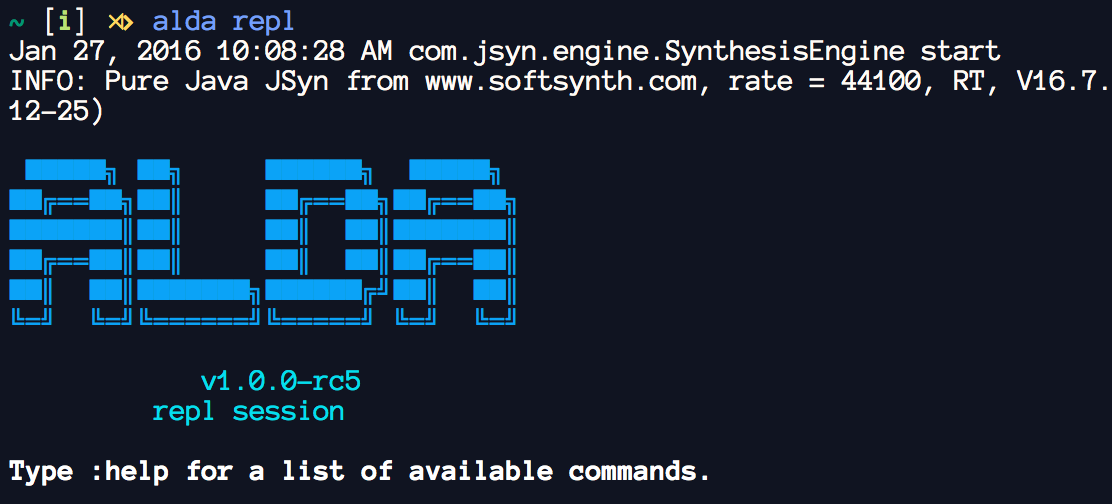 ~ [i] ⋊> alda repl
Jan 27, 2016 10:08:28 AM com.jsyn.engine.SynthesisEngine start
INFO: Pure Java JSyn from www.softsynth.com, rate = 44100, RT, V16.7.
12-25)
ALDA
v1.0.0-rc5
repl session
Type :help for a list of available commands.